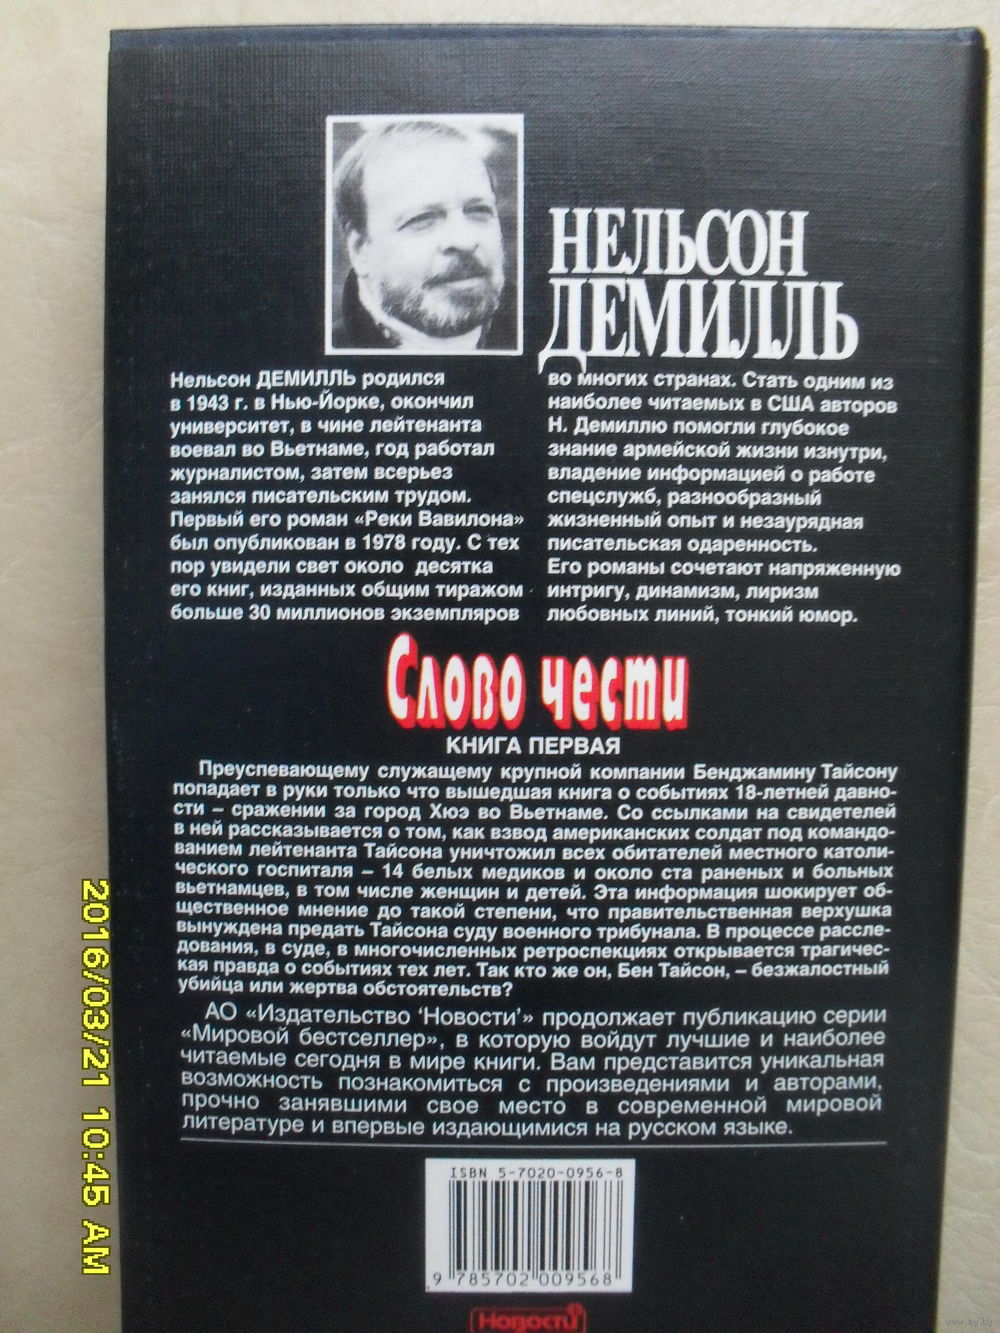 НЕЛЬСОН
ДЕМИЛЛЬ
Нельсон ДЕМИЛЛЬ родился
в 1943 г. в Нью-Йорке, окончил
университет, в чине лейтенанта
воевал во Вьетнаме, год работал
журналистом, затем всерьез
занялся писательским трудом.
Первый его роман «Реки Вавилона»
был опубликован в 1978 году. С тех
пор увидели свет около десятка
его книг, изданных общим тиражом
больше 30 миллионов экземпляров
во многих странах. Стать одним из
наиболее читаемых в США авторов
Н. Демиллю помогли глубокое
знание армейской жизни изнутри,
владение информацией о работе
спецслужб, разнообразный
жизненный опыт и незаурядная
писательская одаренность.
Его романы сочетают напряженную
интригу, динамизм, лиризм
любовных линий, тонкий юмор.
Слово чести
КНИГА ПЕРВАЯ
Преуспевающему служащему крупной компании Бенджамину Тайсону
попадает в руки только что вышедшая книга о событиях 18-летней давно-
сти – сражении за город Хюэ во Вьетнаме. Со ссылками на свидетелей
в ней рассказывается о том, как взвод американских солдат под командо-
ванием лейтенанта Тайсона уничтожил всех обитателей местного католи-
ческого госпиталя – 14 белых медиков и около ста раненых и больных
вьетнамцев, в том числе женщин и детей. Эта информация шокирует об-
щественное мнение до такой степени, что правительственная верхушка
вынуждена предать Тайсона суду военного трибунала. В процессе рассле-
дования, в суде, в многочисленных ретроспекциях открывается трагичес-
кая правда о событиях тех лет. Так кто же он, Бен Тайсон, – безжалостный
убийца или жертва обстоятельств?
АО «Издательство ‘Новости’» продолжает публикацию серии
«Мировой бестселлер», в которую войдут лучшие и наиболее
читаемые сегодня в мире книги. Вам представится уникальная
возможность познакомиться с произведениями и авторами,
прочно занявшими свое место в современной мировой
литературе и впервые издающимися на русском языке.
ISBN 5-7020-0956-8
9 785702 009568
Новости
2016/03/21 10:45 AM
www.ay.by